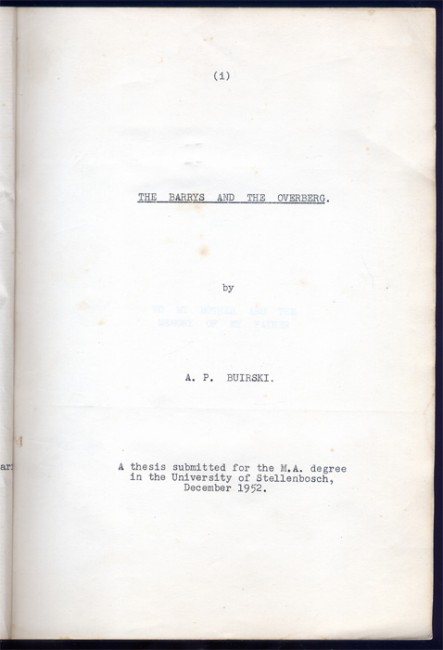 (i)
THE BARRYS AND THE OVERBERG.
by
A. P. BUIRSKI.
A thesis submitted for the M.A. degree
in the University of Stellenbosch,
December 1952.